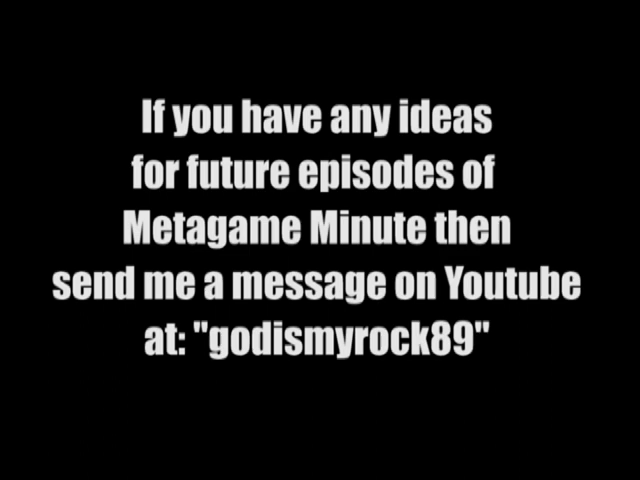 If you have any ideas
for future episodes of
Metagame Minute then
send me a message on Youtube
at: "godismyrock89"